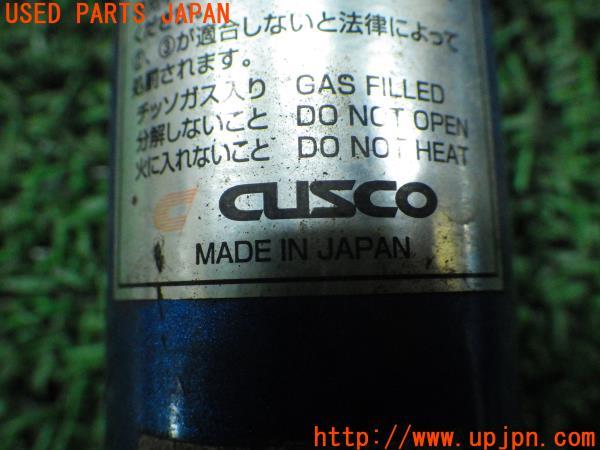 USED PARTS JAPAN
②、③が適合しないと法律によって
処罰されます。
チッソガス入り GAS FILLED
分解しないこと DO NOT OPEN
火に入れないこと DO NOT HEAT
CUSCO
MADE IN JAPAN
UPJ
http://www.upjpn.com/